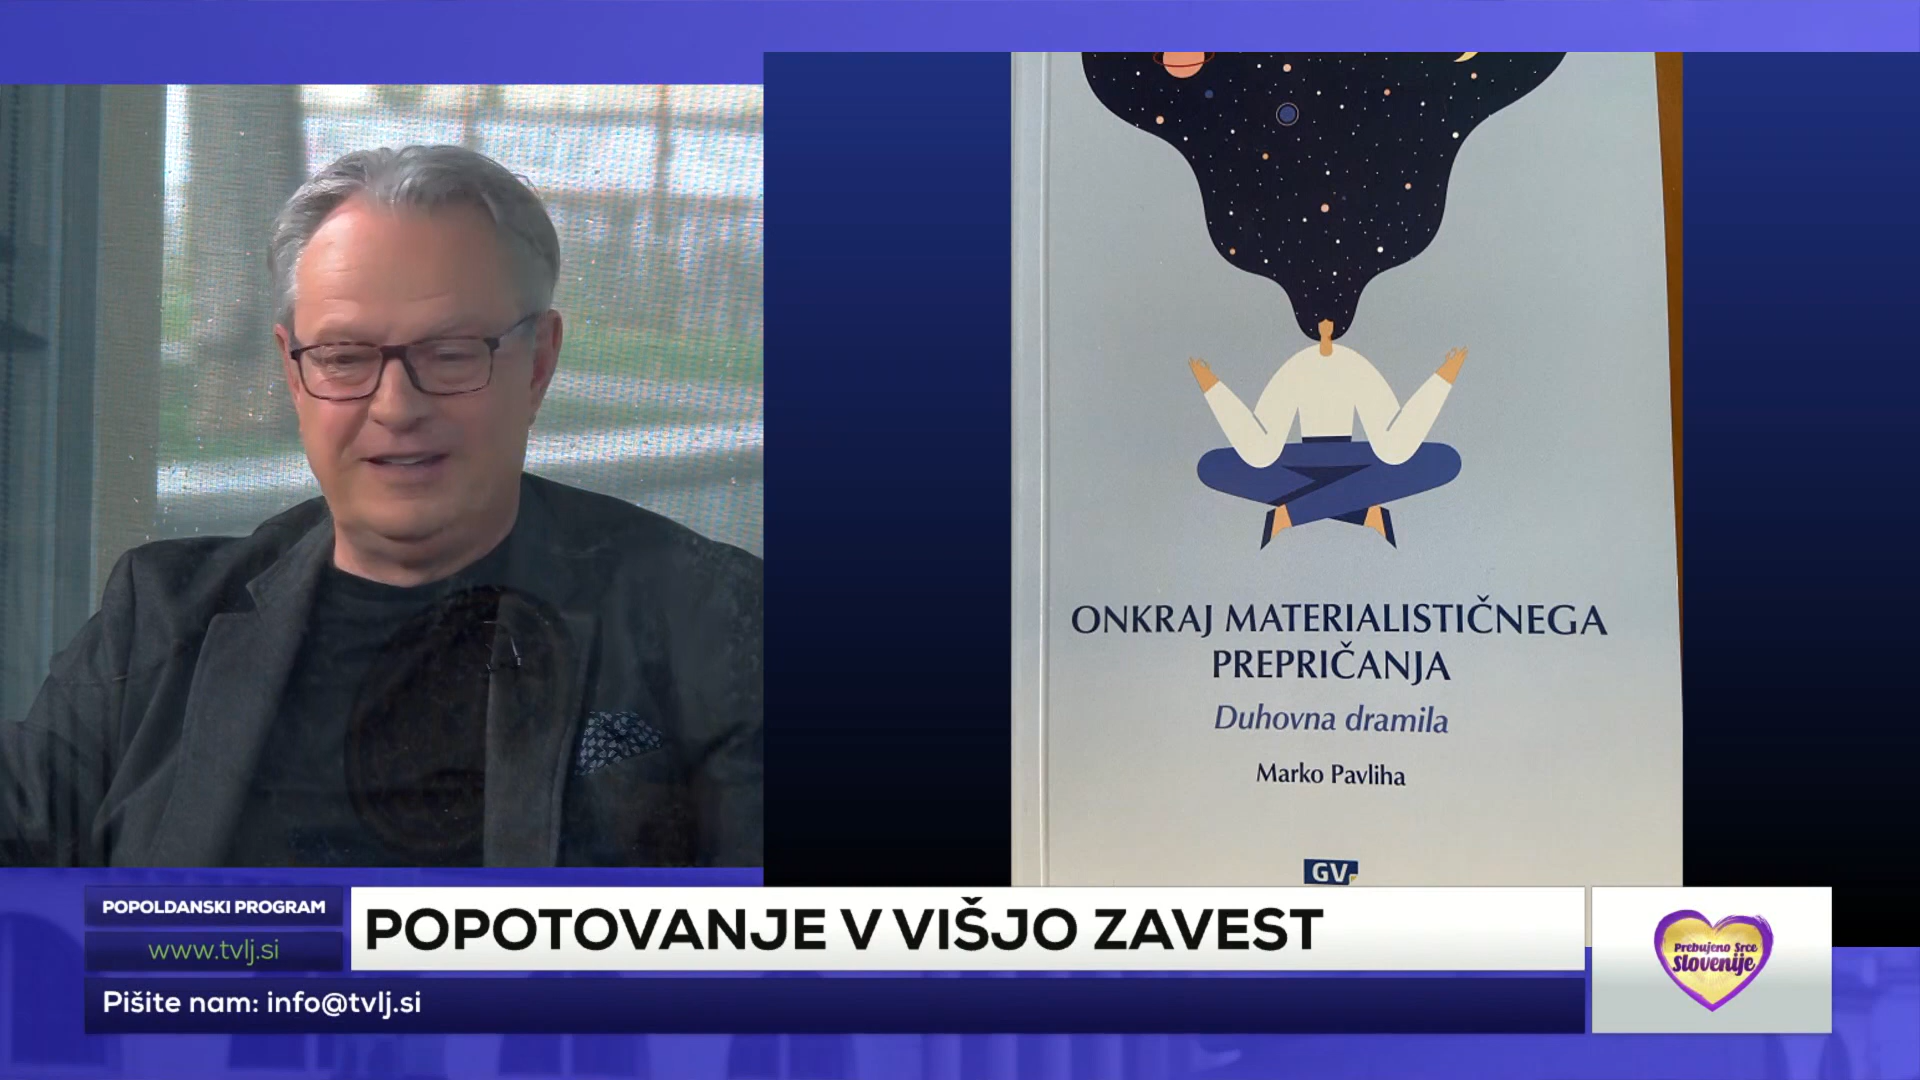 ONKRAJ MATERIALISTIČNEGA
PREPRIČANJA
Duhovna dramila
Marko Pavliha
GV
POPOLDANSKI PROGRAM
www.tvlj.si
POPOTOVANJE V VIŠJO ZAVEST
Pišite nam: info@tvlj.si
Prebujeno Srce
Slovenije